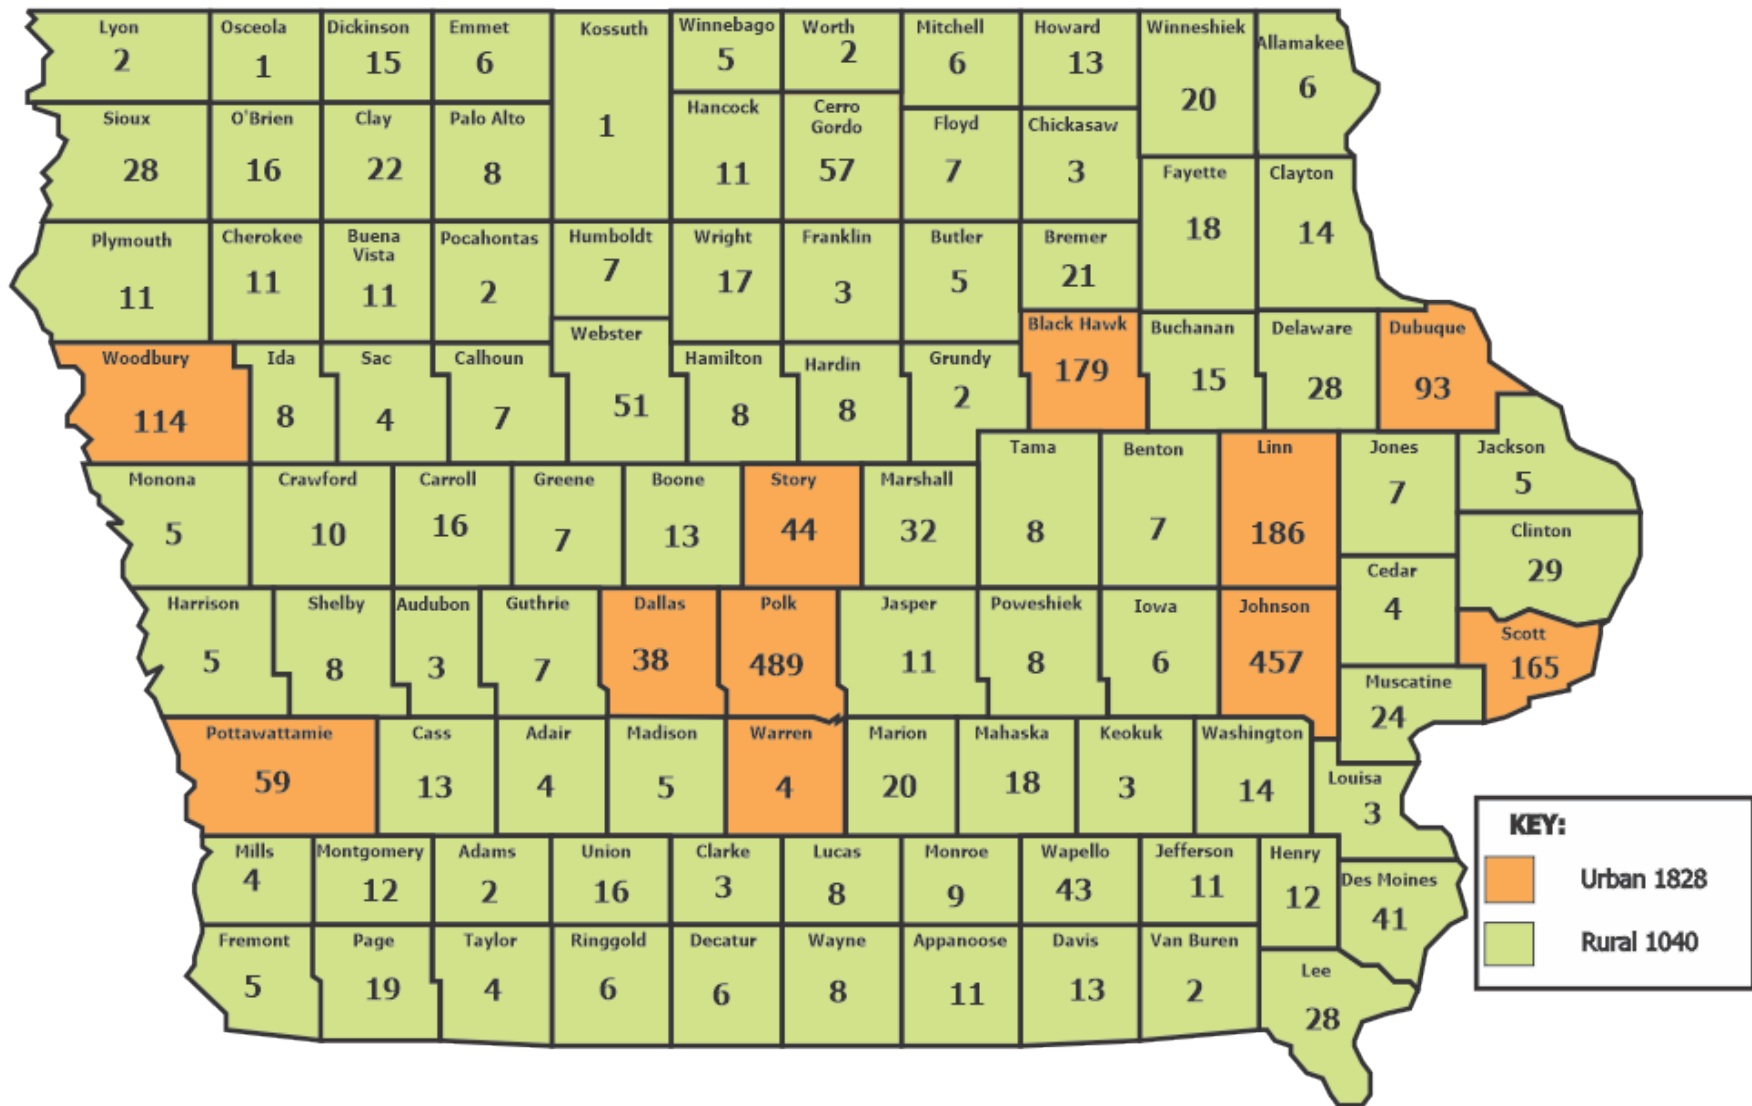 Lyon
2
Osceola
1
Dickinson
15
Emmet
6
Kossuth
1
Winnebago
5
Worth
2
Mitchell
6
Howard
13
Winneshiek
20
Allamakee
6
Sioux
28
O'Brien
16
Clay
22
Palo Alto
8
Hancock
11
Cerro
Gordo
57
Floyd
7
Chickasaw
3
Fayette
18
Clayton
14
Plymouth
11
Cherokee
11
Buena
Vista
11
Pocahontas
2
Humboldt
7
Wright
17
Franklin
3
Butler
5
Bremer
21
Woodbury
114
Ida
8
Sac
4
Calhoun
7
Webster
51
Hamilton
8
Hardin
8
Grundy
2
Black Hawk
179
Buchanan
15
Delaware
28
Dubuque
93
Monona
5
Crawford
10
Carroll
16
Greene
7
Boone
13
Story
44
Marshall
32
Tama
8
Benton
7
Linn
186
Jones
7
Jackson
5
Clinton
29
Cedar
4
Harrison
5
Shelby
8
Audubon
3
Guthrie
7
Dallas
38
Polk
489
Jasper
11
Poweshiek
8
Iowa
6
Johnson
457
Scott
165
Muscatine
24
Pottawattamie
59
Cass
13
Adair
4
Madison
5
Warren
4
Marion
20
Mahaska
18
Keokuk
3
Washington
14
Louisa
3
Mills
4
Montgomery
12
Adams
2
Union
16
Clarke
3
Lucas
8
Monroe
9
Wapello
43
Jefferson
11
Henry
12
Des Moines
41
Fremont
5
Page
19
Taylor
4
Ringgold
6
Decatur
6
Wayne
8
Appanoose
11
Davis
13
Van Buren
2
Lee
28
KEY:
Urban 1828
Rural 1040